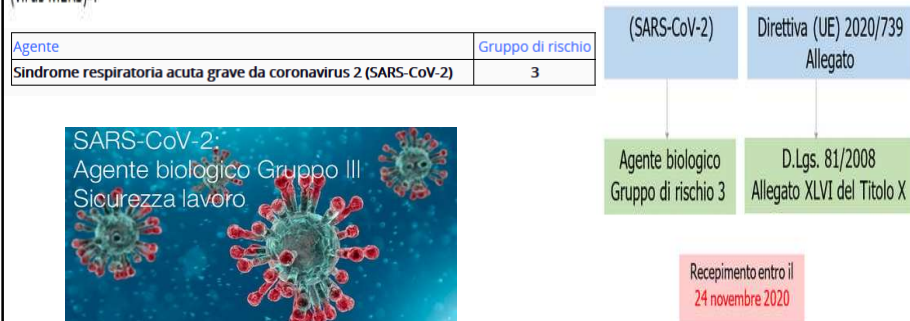 Agente Gruppo di rischio
Sindrome respiratoria acuta grave da coronavirus 2 (SARS-CoV-2) 3
SARS-CoV-2:
Agente biologico Gruppo III
Sicurezza lavoro
(SARS-CoV-2)
Direttiva (UE) 2020/739
Allegato
Agente biologico
Gruppo di rischio 3
D.Lgs. 81/2008
Allegato XLVI del Titolo X
Recepimento entro il
24 novembre 2020